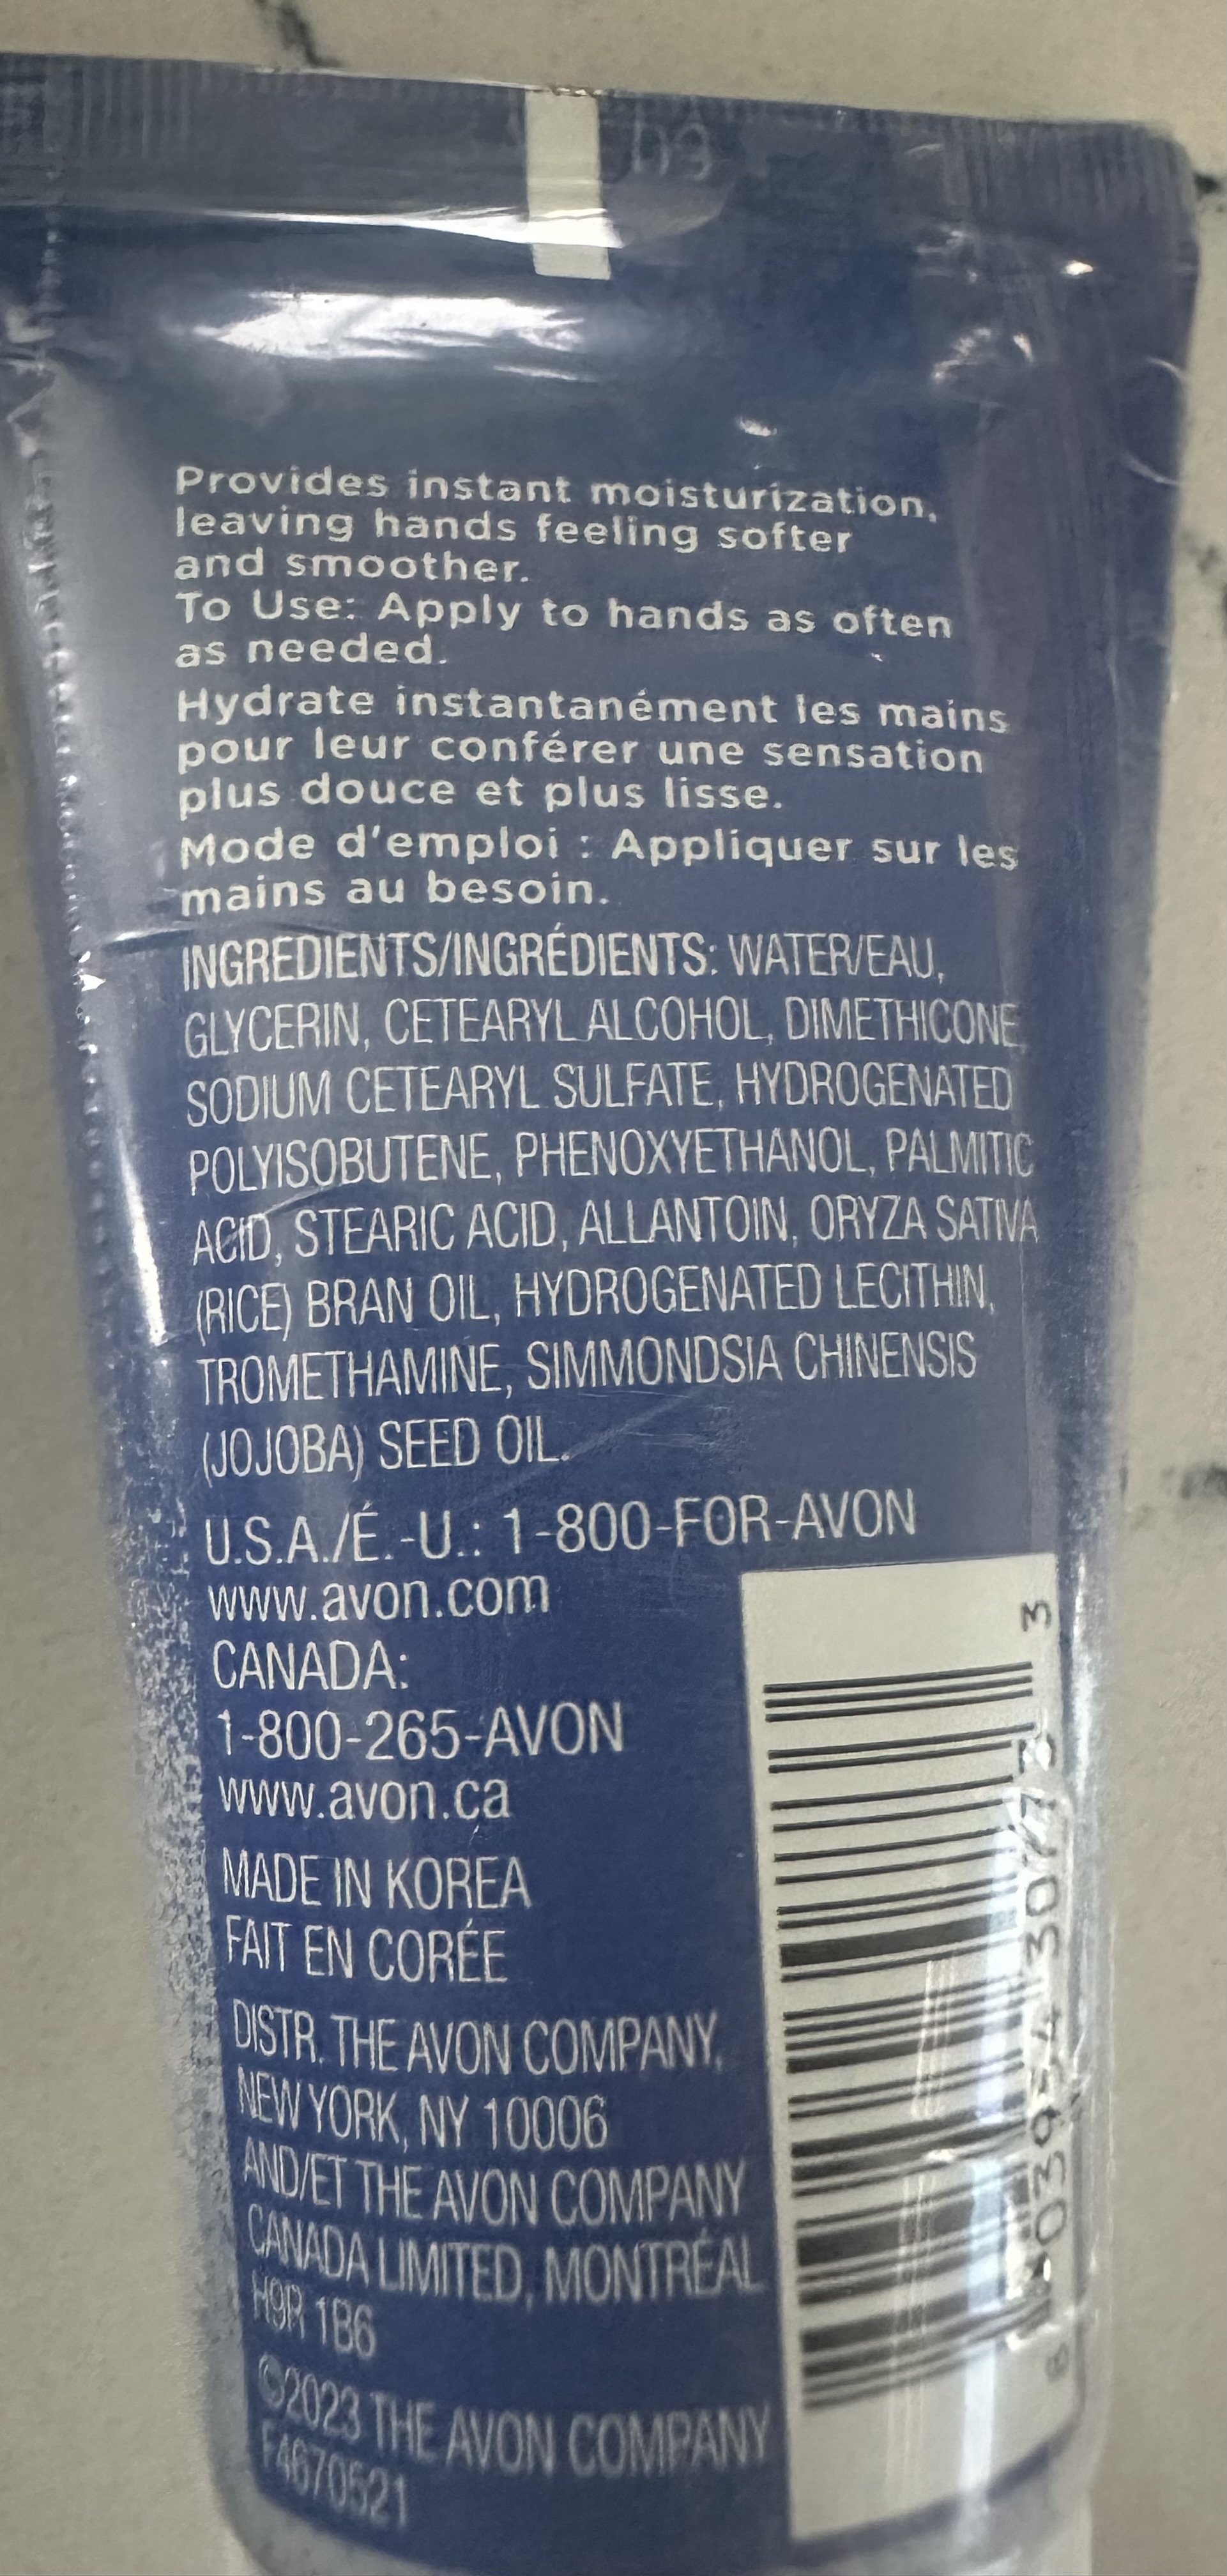 Provides instant moisturization,
leaving hands feeling softer
and smoother.
To Use: Apply to hands as often
as needed.
Hydrate instantanément les mains
pour leur conférer une sensation
plus douce et plus lisse.
Mode d'emploi : Appliquer sur les
mains au besoin.
INGREDIENTS/INGRÉDIENTS: WATER/EAU,
GLYCERIN, CETEARYL ALCOHOL, DIMETHICONE,
SODIUM CETEARYL SULFATE, HYDROGENATED
POLYISOBUTENE, PHENOXYETHANOL, PALMITIC
ACID, STEARIC ACID, ALLANTOIN, ORYZA SATIVA
(RICE) BRAN OIL, HYDROGENATED LECITHIN,
TROMETHAMINE, SIMMONDSIA CHINENSIS
(JOJOBA) SEED OIL.
U.S.A./É.-U.: 1-800-FOR-AVON
www.avon.com
CANADA:
1-800-265-AVON
www.avon.ca
MADE IN KOREA
FAIT EN CORÉE
DISTR. THE AVON COMPANY,
NEW YORK, NY 10006
AND/ET THE AVON COMPANY
CANADA LIMITED, MONTRÉAL
H9R 1B6
©2023 THE AVON COMPANY
F4670521
3